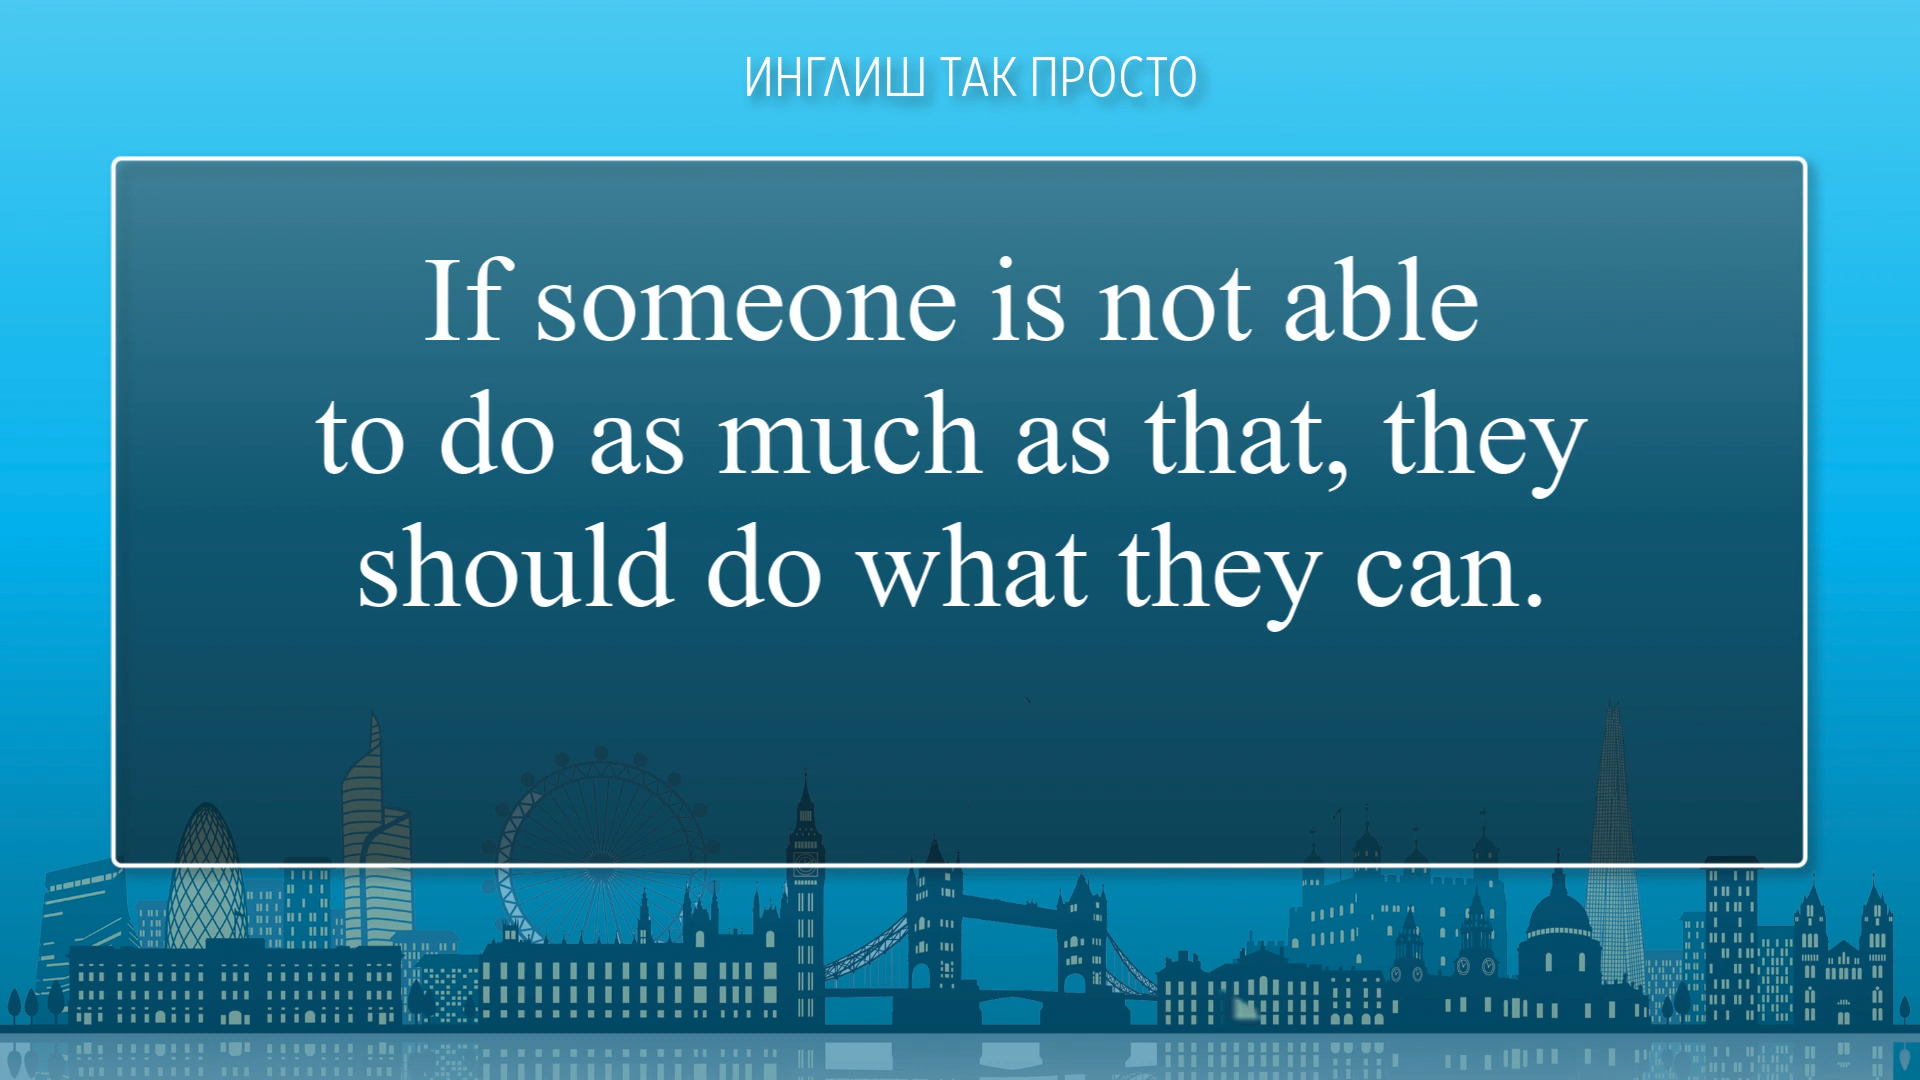 ИНГЛИШ ТАК ПРОСТО
If someone is not able
to do as much as that, they
should do what they can.